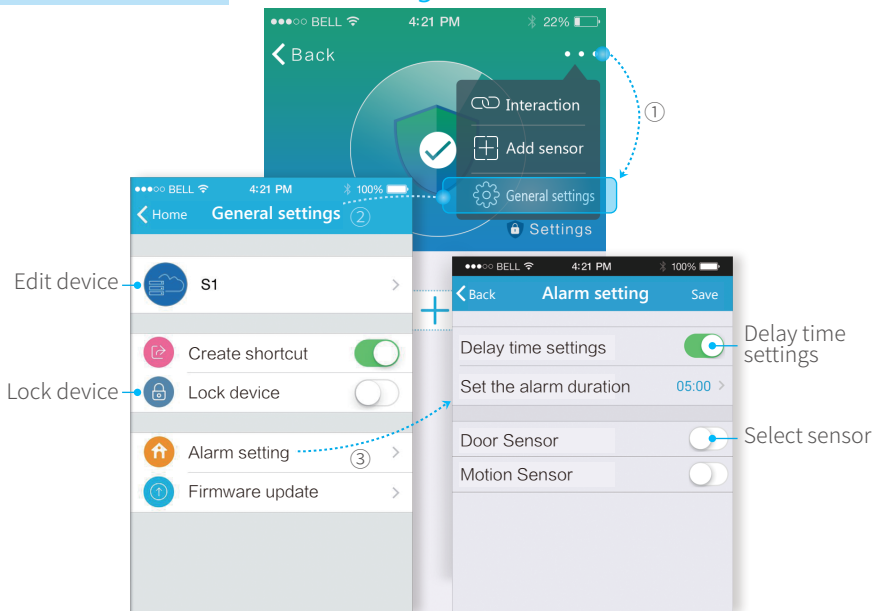 BELL 4:21 PM 22%
Back
Interaction
①
Add sensor
General settings
Settings
BELL 4:21 PM 100%
Home General settings ②
Edit device
S1
Create shortcut
Lock device
Lock device
Alarm setting
③
Firmware update
BELL 4:21 PM 100%
Back Alarm setting Save
Delay time settings
Delay time
settings
Set the alarm duration 05:00
Door Sensor
Select sensor
Motion Sensor